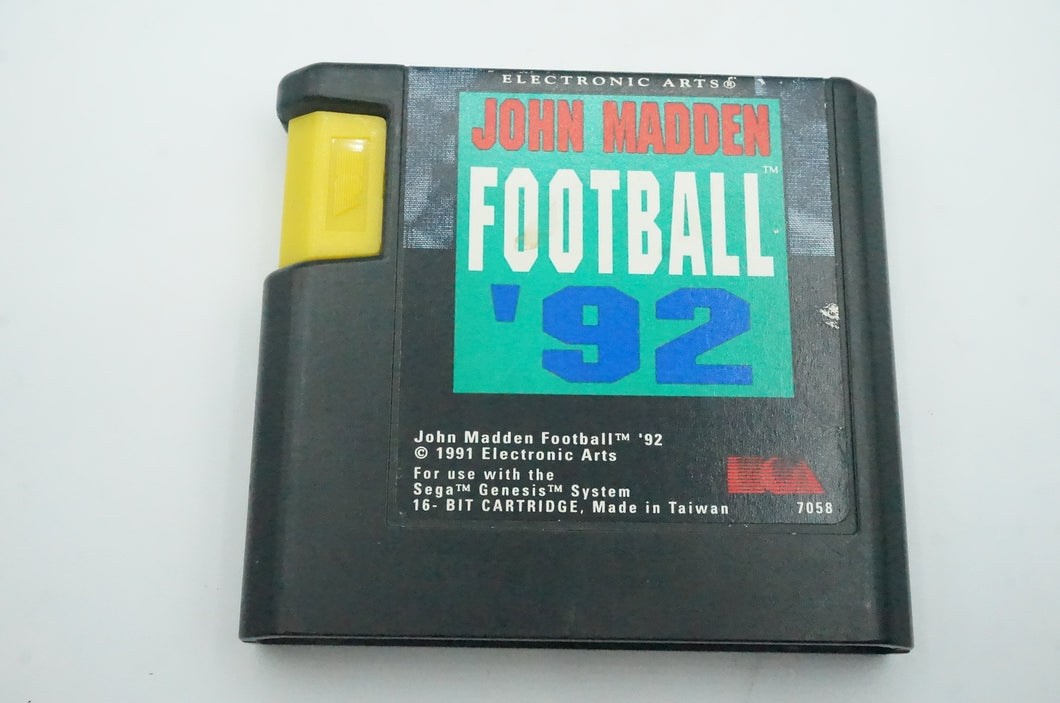 ELECTRONIC ARTS®
JOHN MADDEN
FOOTBALL™
'92
John Madden Football™ '92
© 1991 Electronic Arts
For use with the
Sega™ Genesis™ System
16- BIT CARTRIDGE, Made in Taiwan
EA
7058